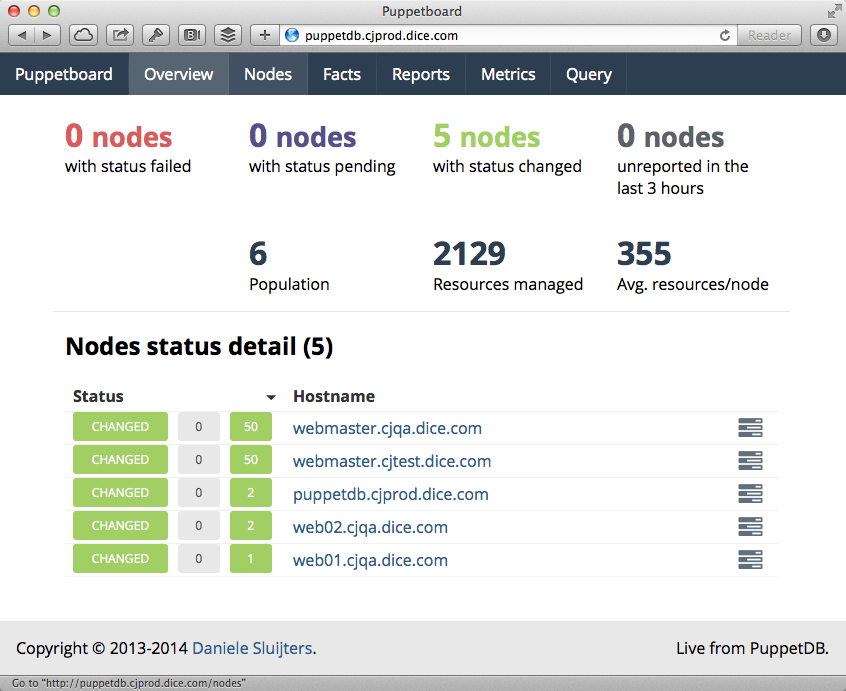 Puppetboard
puppetdb.cjprod.dice.com
Reader
Puppetboard Overview Nodes Facts Reports Metrics Query
0 nodes
with status failed
0 nodes
with status pending
5 nodes
with status changed
0 nodes
unreported in the
last 3 hours
6
Population
2129
Resources managed
355
Avg. resources/node
Nodes status detail (5)
Status Hostname
CHANGED 0 50 webmaster.cjqa.dice.com
CHANGED 0 50 webmaster.cjtest.dice.com
CHANGED 0 2 puppetdb.cjprod.dice.com
CHANGED 0 2 web02.cjqa.dice.com
CHANGED 0 1 web01.cjqa.dice.com
Copyright © 2013-2014 Daniele Sluijters. Live from PuppetDB.
Go to "http://puppetdb.cjprod.dice.com/nodes"